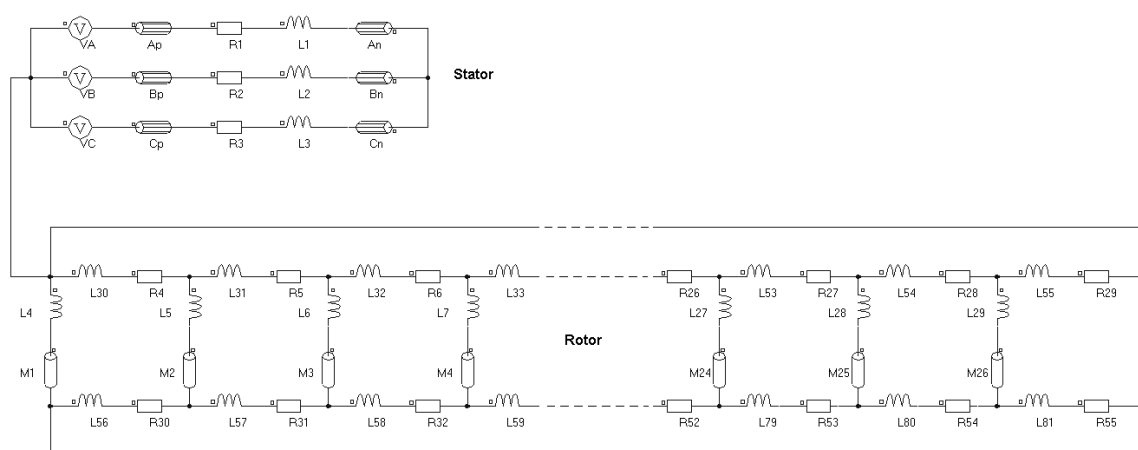 V V V
VA Ap R1 L1 An
VB Bp R2 L2 Bn
VC Cp R3 L3 Cn
Stator
L30 R4 L31 R5 L32 R6 L33 R26 L53 R27 L54 R28 L55 R29
L4 L5 L6 L7 L27 L28 L29
Rotor
M1 M2 M3 M4 M24 M25 M26
L56 R30 L57 R31 L58 R32 L59 R52 L79 R53 L80 R54 L81 R55